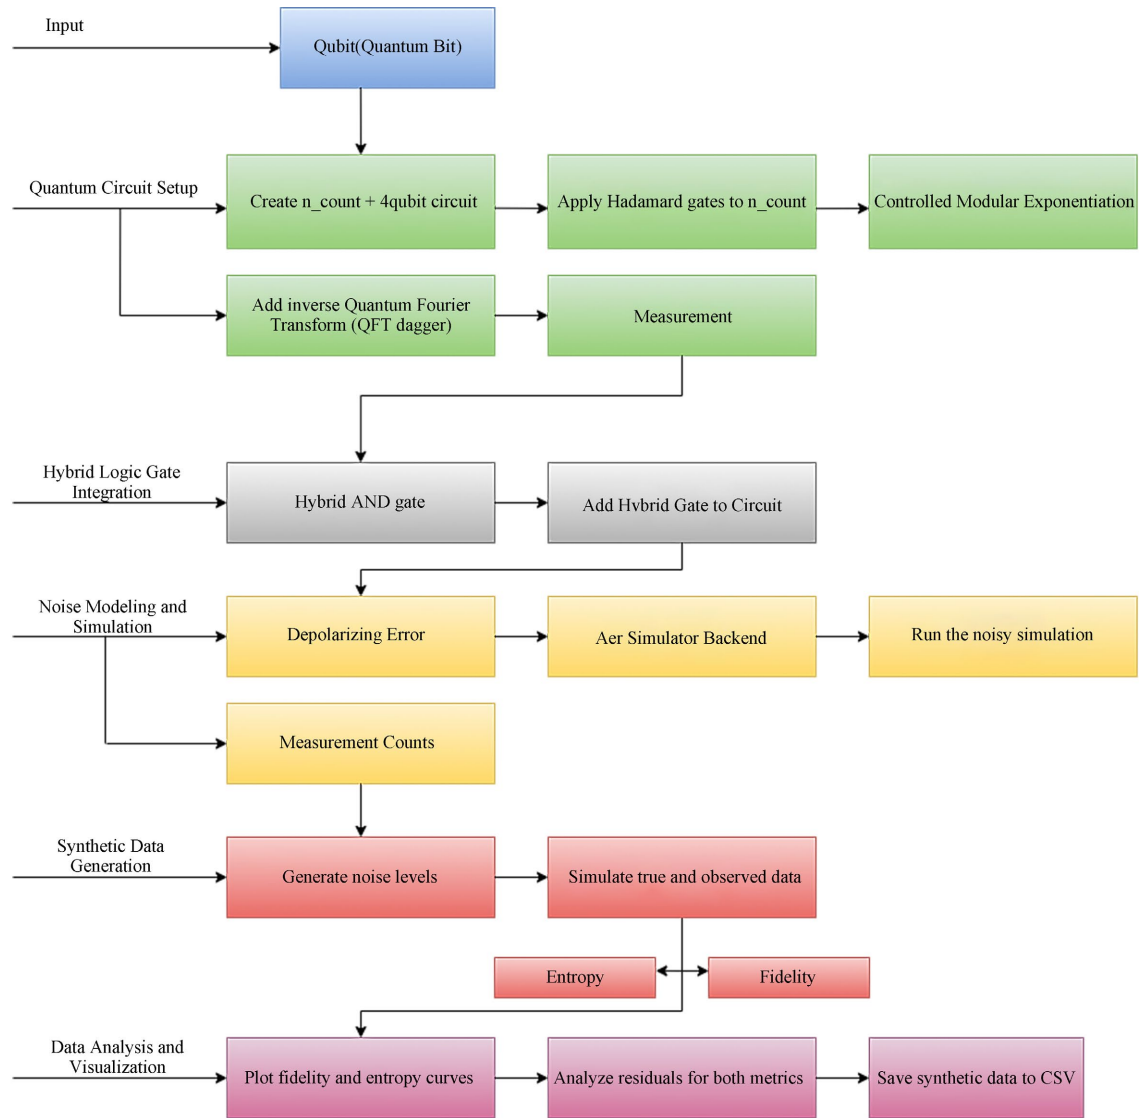 Input
Qubit(Quantum Bit)
Quantum Circuit Setup
Create n_count + 4qubit circuit
Apply Hadamard gates to n_count
Controlled Modular Exponentiation
Add inverse Quantum Fourier
Transform (QFT dagger)
Measurement
Hybrid Logic Gate
Integration
Hybrid AND gate
Add Hvbrid Gate to Circuit
Noise Modeling and
Simulation
Depolarizing Error
Aer Simulator Backend
Run the noisy simulation
Measurement Counts
Synthetic Data
Generation
Generate noise levels
Simulate true and observed data
Entropy
Fidelity
Data Analysis and
Visualization
Plot fidelity and entropy curves
Analyze residuals for both metrics
Save synthetic data to CSV